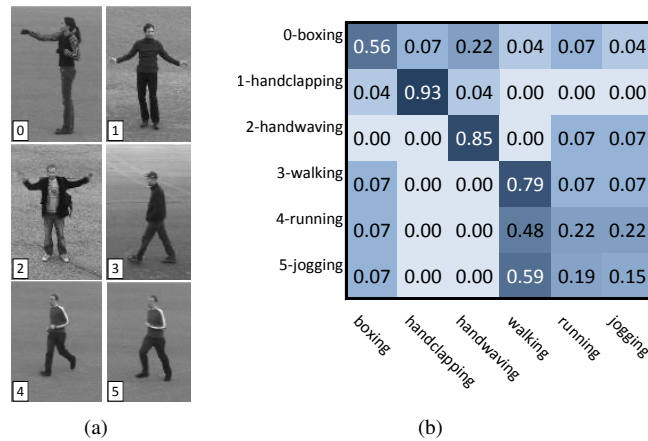 0
1
2
3
4
5
(a)
0-boxing 0.56 0.07 0.22 0.04 0.07 0.04
1-handclapping 0.04 0.93 0.04 0.00 0.00 0.00
2-handwaving 0.00 0.00 0.85 0.00 0.07 0.07
3-walking 0.07 0.00 0.00 0.79 0.07 0.07
4-running 0.07 0.00 0.00 0.48 0.22 0.22
5-jogging 0.07 0.00 0.00 0.59 0.19 0.15
boxing handclapping handwaving walking running jogging
(b)